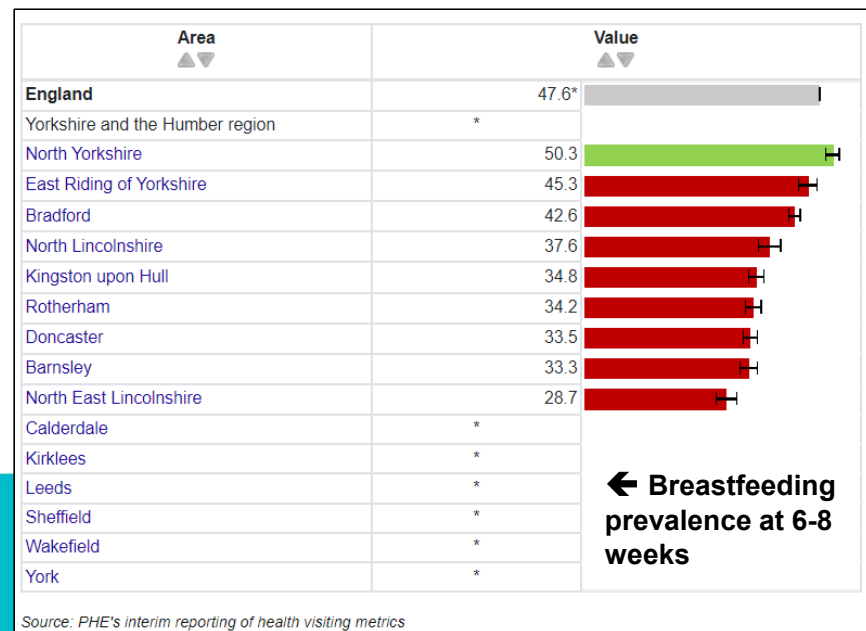 Area Value
England 47.6*
Yorkshire and the Humber region *
North Yorkshire 50.3
East Riding of Yorkshire 45.3
Bradford 42.6
North Lincolnshire 37.6
Kingston upon Hull 34.8
Rotherham 34.2
Doncaster 33.5
Barnsley 33.3
North East Lincolnshire 28.7
Calderdale *
Kirklees *
Leeds *
Sheffield *
Wakefield *
York *
← Breastfeeding
prevalence at 6-8
weeks
Source: PHE's interim reporting of health visiting metrics